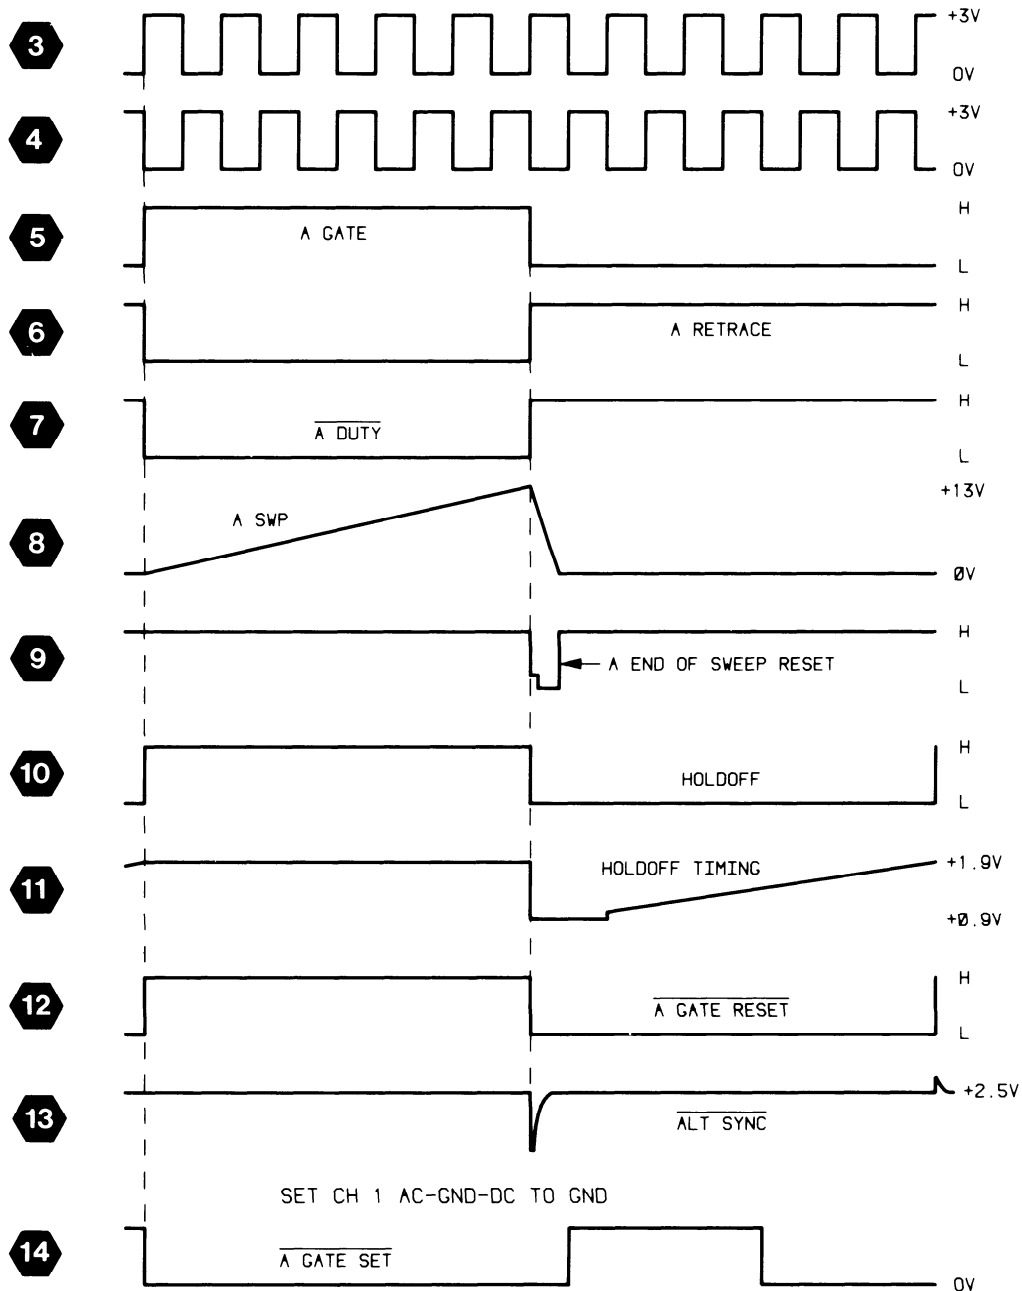 3
+3V
0V
4
+3V
0V
5
A GATE
H
L
6
A RETRACE
H
L
7
A DUTY
H
L
8
A SWP
+13V
0V
9
A END OF SWEEP RESET
H
L
10
HOLDOFF
H
L
11
HOLDOFF TIMING
+1.9V
+0.9V
12
A GATE RESET
H
L
13
ALT SYNC
+2.5V
SET CH 1 AC-GND-DC TO GND
14
A GATE SET
0V